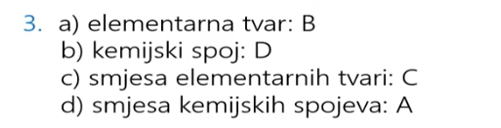 3. a) elementarna tvar: B
b) kemijski spoj: D
c) smjesa elementarnih tvari: C
d) smjesa kemijskih spojeva: A